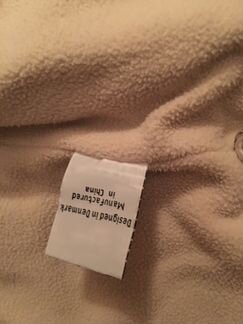 Designed in Denmark
Manufactured
in China